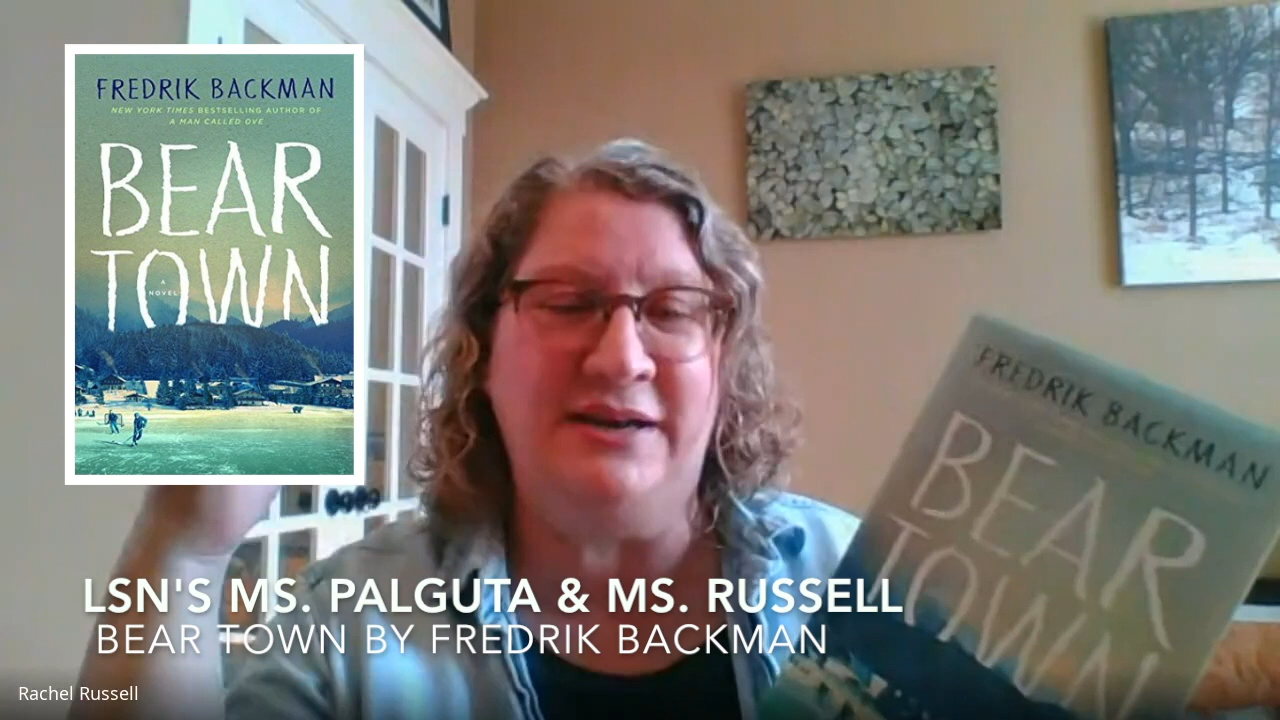 FREDRIK BACKMAN
NEW YORK TIMES BESTSELLING AUTHOR OF
A MAN CALLED OVE
BEAR
TOWN
A
NOVEL
FREDRIK BACKMAN
BEAR
TOWN
LSN'S MS. PALGUTA & MS. RUSSELL
BEAR TOWN BY FREDRIK BACKMAN
Rachel Russell